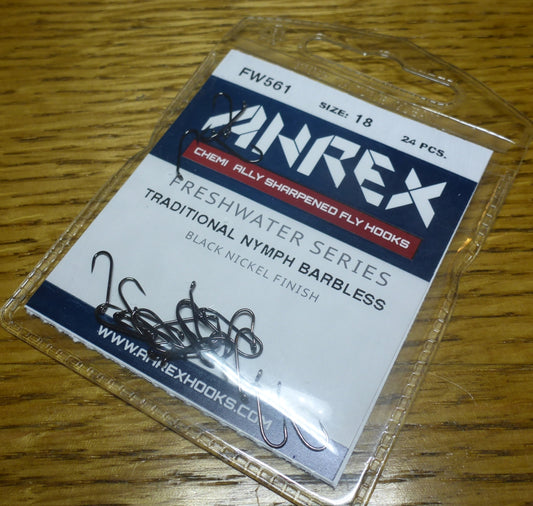 FW561 SIZE: 18 24 PCS.
AHREX
CHEMI ALLY SHARPENED FLY HOOKS
FRESHWATER SERIES
TRADITIONAL NYMPH BARBLESS
BLACK NICKEL FINISH
WWW.AHREXHOOKS.COM